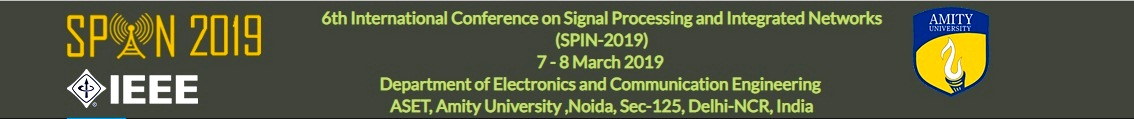 SPIN 2019
IEEE
6th International Conference on Signal Processing and Integrated Networks
(SPIN-2019)
7 - 8 March 2019
Department of Electronics and Communication Engineering
ASET, Amity University ,Noida, Sec-125, Delhi-NCR, India
AMITY
UNIVERSITY